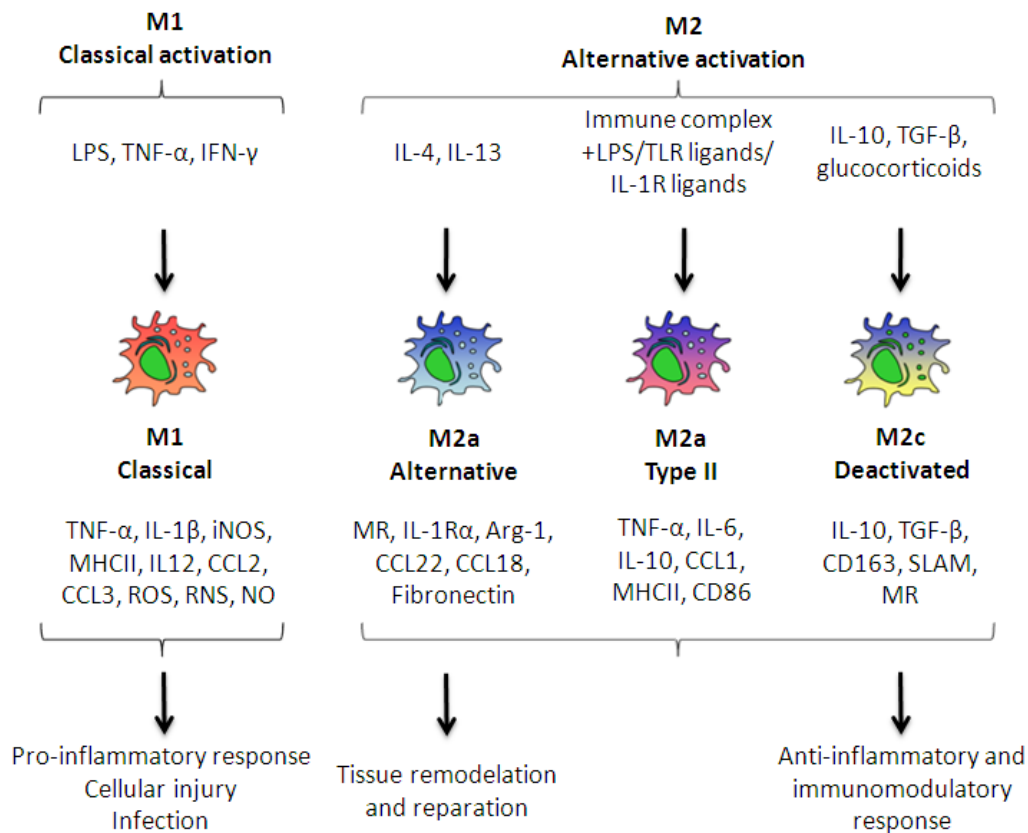 M1
Classical activation
M2
Alternative activation
LPS, TNF-α, IFN-γ
IL-4, IL-13
Immune complex
+LPS/TLR ligands/
IL-1R ligands
IL-10, TGF-β,
glucocorticoids
M1
Classical
M2a
Alternative
M2a
Type II
M2c
Deactivated
TNF-α, IL-1β, iNOS,
MHCII, IL12, CCL2,
CCL3, ROS, RNS, NO
MR, IL-1Rα, Arg-1,
CCL22, CCL18,
Fibronectin
TNF-α, IL-6,
IL-10, CCL1,
MHCII, CD86
IL-10, TGF-β,
CD163, SLAM,
MR
Pro-inflammatory response
Cellular injury
Infection
Tissue remodelation
and reparation
Anti-inflammatory and
immunomodulatory
response